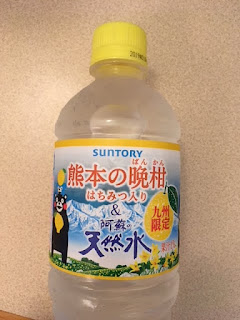 SUNTORY
ばん かん
熊本の晩柑
はちみつ入り
&
阿蘇の
天然水
九州
限定